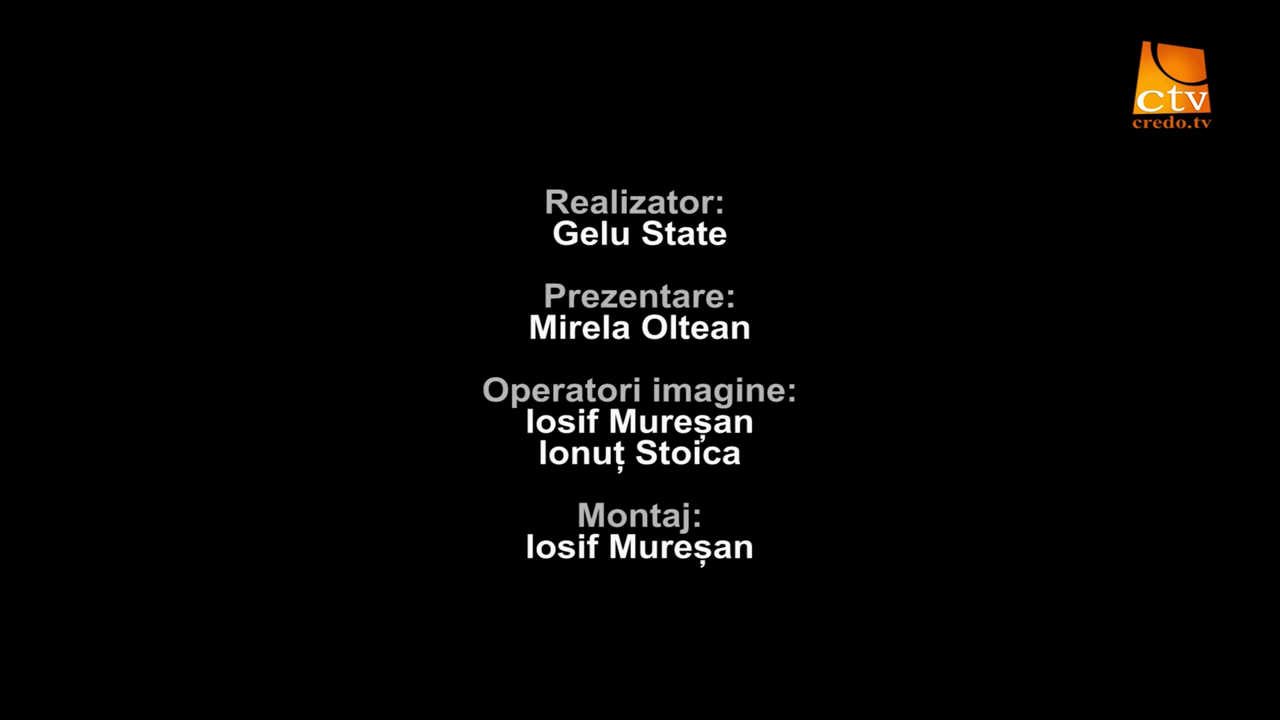 ctv
credo.tv
Realizator:
Gelu State
Prezentare:
Mirela Oltean
Operatori imagine:
Iosif Mureșan
Ionuț Stoica
Montaj:
Iosif Mureșan